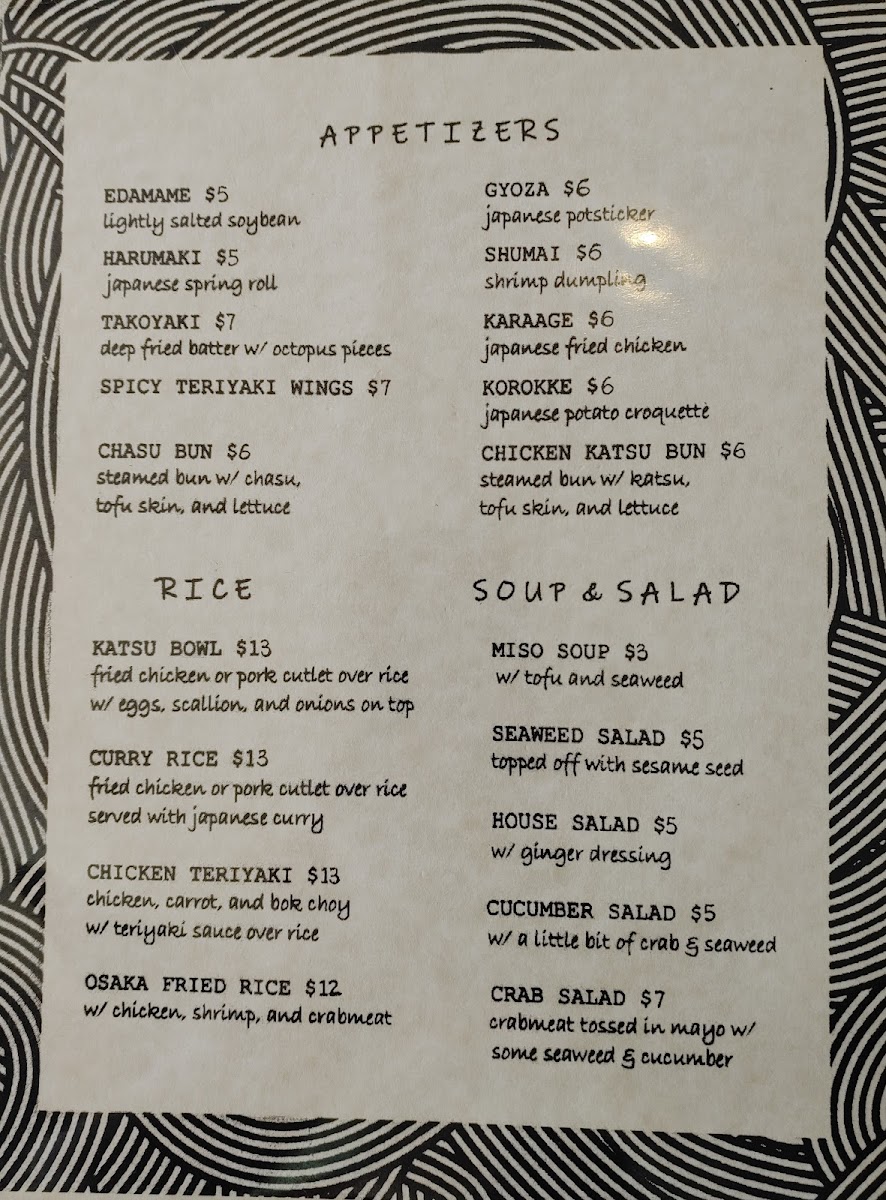 APPETIZERS
EDAMAME $5
lightly salted soybean
HARUMAKI $5
japanese spring roll
TAKOYAKI $7
deep fried batter w/ octopus pieces
SPICY TERIYAKI WINGS $7
CHASU BUN $6
steamed bun w/ chasu,
tofu skin, and lettuce
GYOZA $6
japanese potsticker
SHUMAI $6
shrimp dumpling
KARAAGE $6
japanese fried chicken
KOROKKE $6
japanese potato croquette
CHICKEN KATSU BUN $6
steamed bun w/ katsu,
tofu skin, and lettuce
RICE
KATSU BOWL $13
fried chicken or pork cutlet over rice
w/ eggs, scallion, and onions on top
CURRY RICE $13
fried chicken or pork cutlet over rice
served with japanese curry
CHICKEN TERIYAKI $13
chicken, carrot, and bok choy
w/ teriyaki sauce over rice
OSAKA FRIED RICE $12
w/ chicken, shrimp, and crabmeat
SOUP & SALAD
MISO SOUP $3
w/ tofu and seaweed
SEAWEED SALAD $5
topped off with sesame seed
HOUSE SALAD $5
w/ ginger dressing
CUCUMBER SALAD $5
w/ a little bit of crab & seaweed
CRAB SALAD $7
crabmeat tossed in mayo w/
some seaweed & cucumber